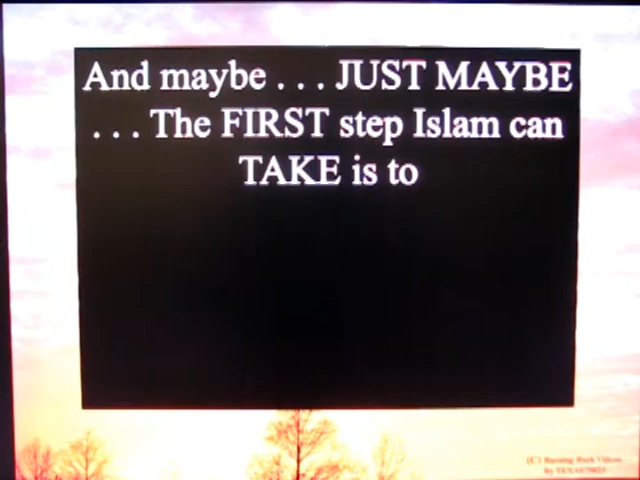 And maybe . . . JUST MAYBE
. . . The FIRST step Islam can
TAKE is to